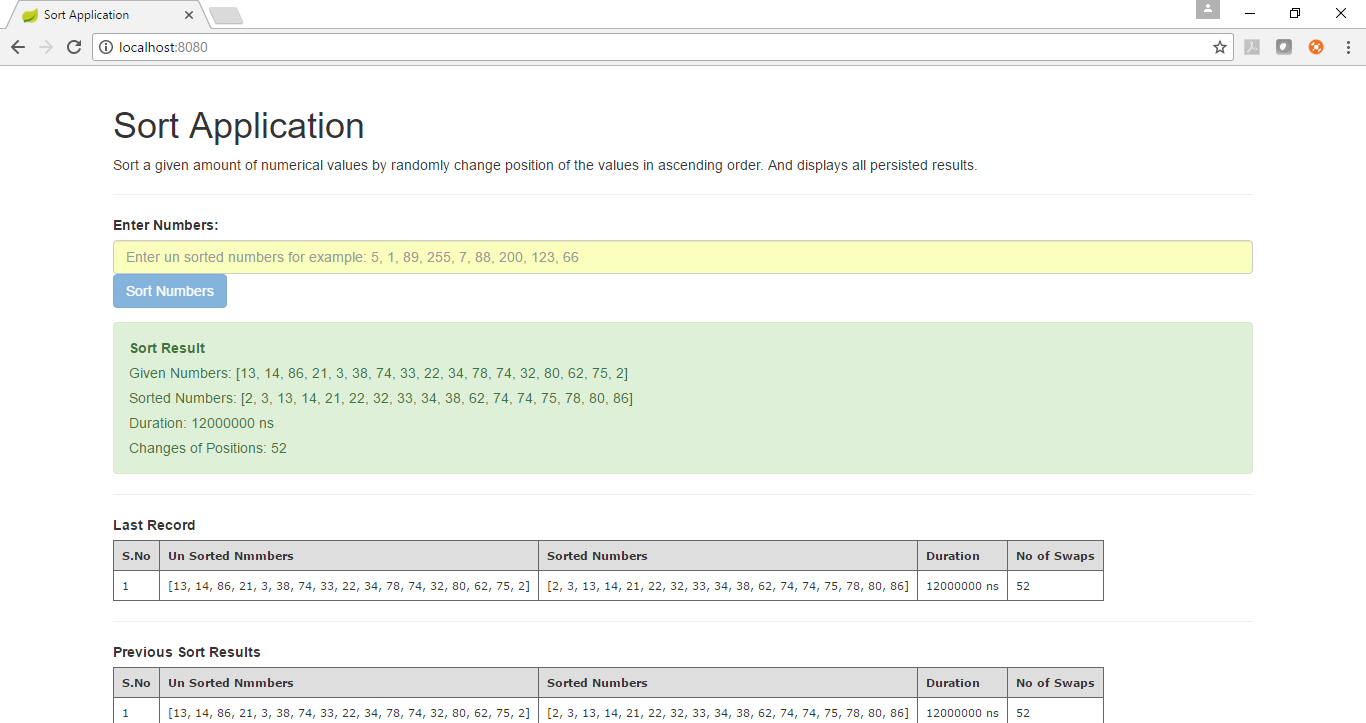 Sort Application
localhost:8080
Sort Application
Sort a given amount of numerical values by randomly change position of the values in ascending order. And displays all persisted results.
Enter Numbers:
Enter un sorted numbers for example: 5, 1, 89, 255, 7, 88, 200, 123, 66
Sort Numbers
Sort Result
Given Numbers: [13, 14, 86, 21, 3, 38, 74, 33, 22, 34, 78, 74, 32, 80, 62, 75, 2]
Sorted Numbers: [2, 3, 13, 14, 21, 22, 32, 33, 34, 38, 62, 74, 74, 75, 78, 80, 86]
Duration: 12000000 ns
Changes of Positions: 52
Last Record
S.No Un Sorted Nmmbers Sorted Numbers Duration No of Swaps
1 [13, 14, 86, 21, 3, 38, 74, 33, 22, 34, 78, 74, 32, 80, 62, 75, 2] [2, 3, 13, 14, 21, 22, 32, 33, 34, 38, 62, 74, 74, 75, 78, 80, 86] 12000000 ns 52
Previous Sort Results
S.No Un Sorted Nmmbers Sorted Numbers Duration No of Swaps
1 [13, 14, 86, 21, 3, 38, 74, 33, 22, 34, 78, 74, 32, 80, 62, 75, 2] [2, 3, 13, 14, 21, 22, 32, 33, 34, 38, 62, 74, 74, 75, 78, 80, 86] 12000000 ns 52